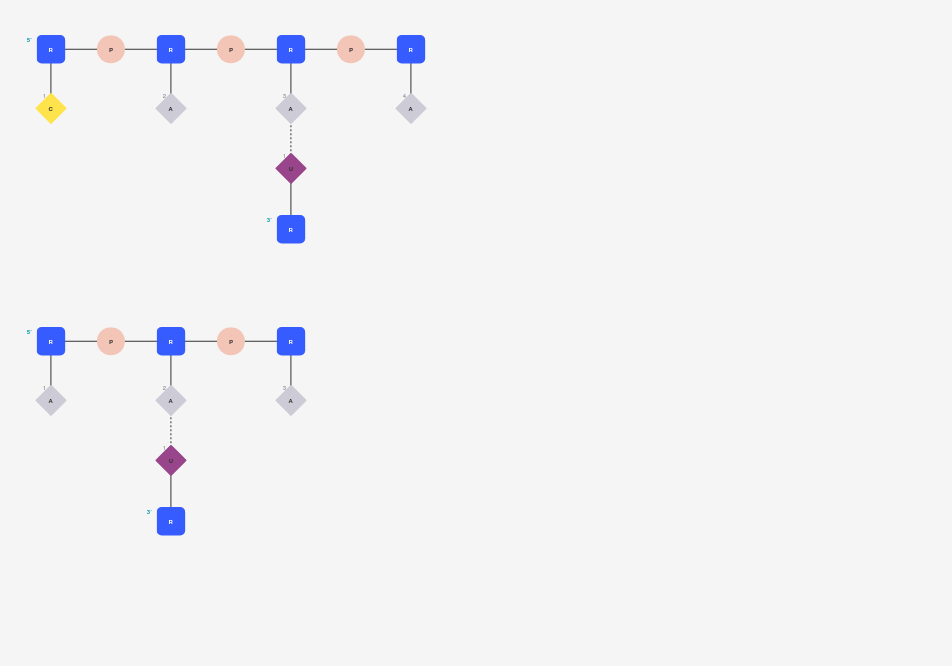 5'
R P R P R P R
1 2 3 4
C A A A
1
U
3'
R
5'
R P R P R
1 2 3
A A A
1
U
3'
R